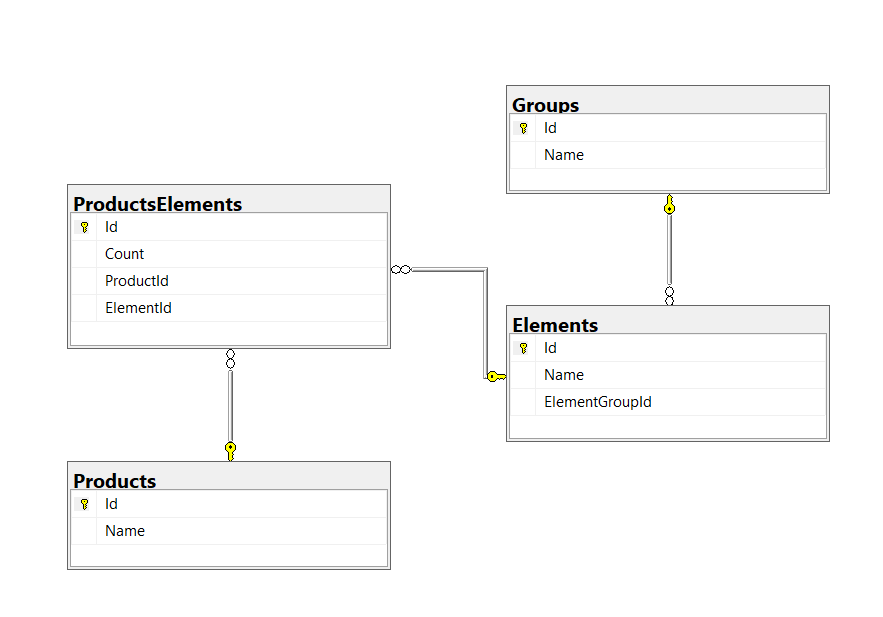 Groups
Id
Name
ProductsElements
Id
Count
ProductId
ElementId
Elements
Id
Name
ElementGroupId
Products
Id
Name